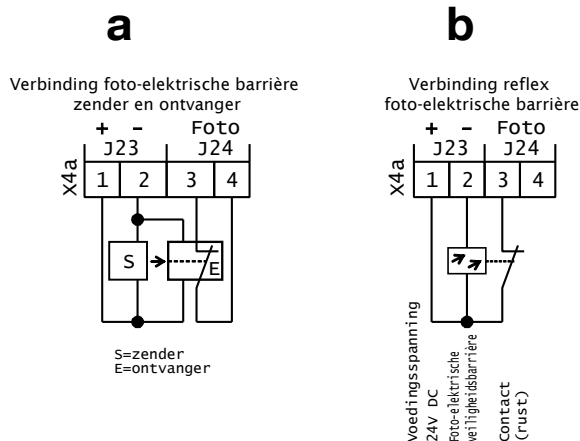 a
Verbinding foto-elektrische barrière
zender en ontvanger
+ – Foto
J23 J24
X4a
1 2 3 4
S E
S=zender
E=ontvanger
b
Verbinding reflex
foto-elektrische barrière
+ – Foto
J23 J24
X4a
1 2 3 4
Voedingsspanning
24V DC
Foto-elektrische
veiligheidsbarrière
Contact
(rust)